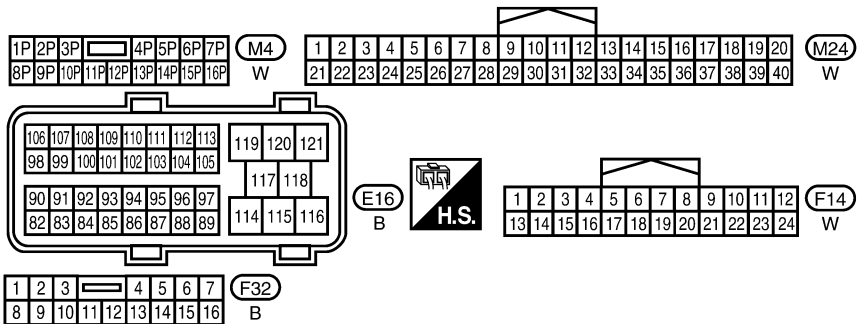 1P 2P 3P 4P 5P 6P 7P
8P 9P 10P 11P 12P 13P 14P 15P 16P
M4
W
1 2 3 4 5 6 7 8 9 10 11 12 13 14 15 16 17 18 19 20
21 22 23 24 25 26 27 28 29 30 31 32 33 34 35 36 37 38 39 40
M24
W
106 107 108 109 110 111 112 113
98 99 100 101 102 103 104 105
90 91 92 93 94 95 96 97
82 83 84 85 86 87 88 89
119 120 121
117 118
114 115 116
E16
B
H.S.
1 2 3 4 5 6 7 8 9 10 11 12
13 14 15 16 17 18 19 20 21 22 23 24
F14
W
1 2 3 4 5 6 7
8 9 10 11 12 13 14 15 16
F32
B